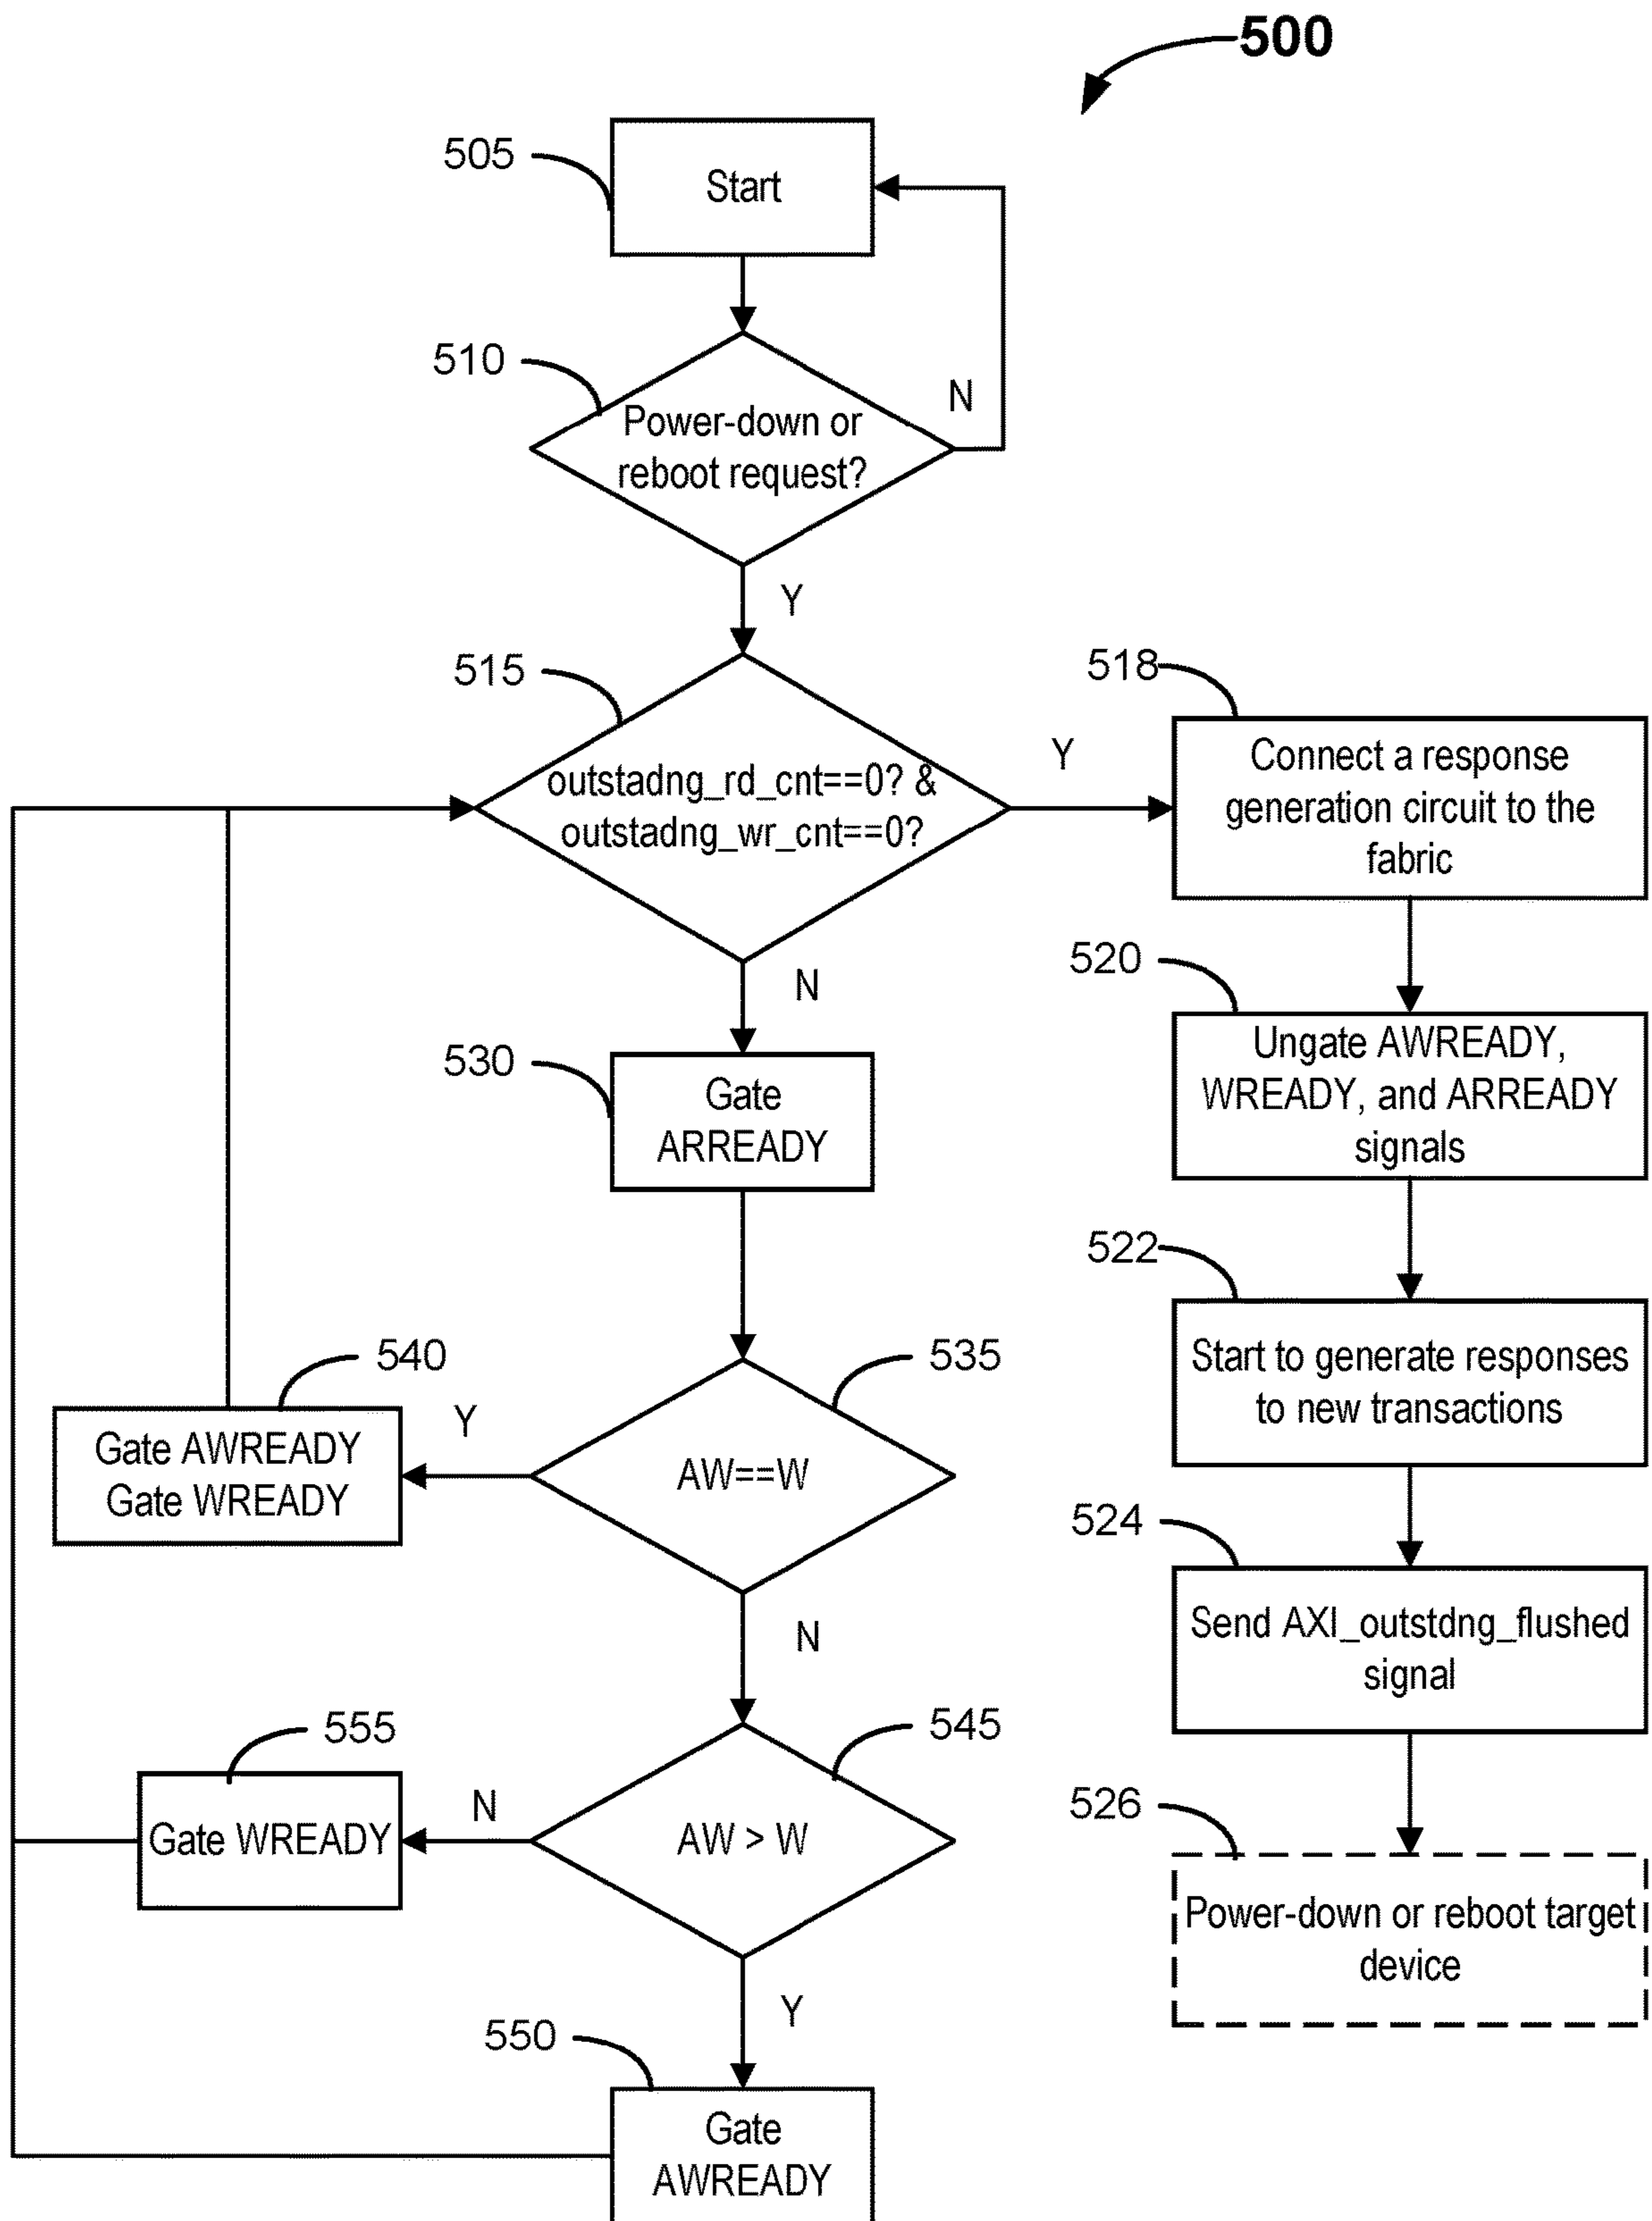 500
505
Start
510
Power-down or
reboot request?
N
Y
515
outstadng_rd_cnt==0? &
outstadng_wr_cnt==0?
Y
N
518
Connect a response
generation circuit to the
fabric
520
Ungate AWREADY,
WREADY, and ARREADY
signals
530
Gate
ARREADY
522
Start to generate responses
to new transactions
535
AW==W
Y
N
540
Gate AWREADY
Gate WREADY
524
Send AXI_outstdng_flushed
signal
545
AW > W
N
Y
555
Gate WREADY
526
Power-down or reboot target
device
550
Gate
AWREADY